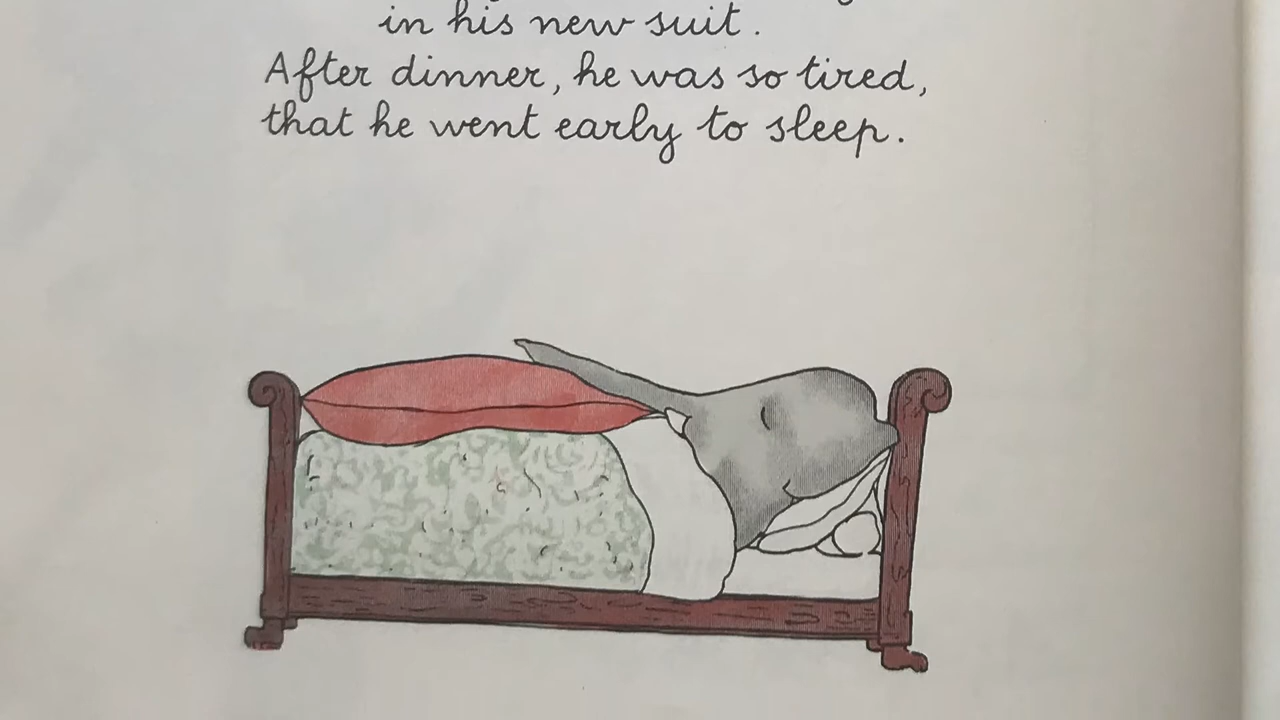 in his new suit.
After dinner, he was so tired,
that he went early to sleep.